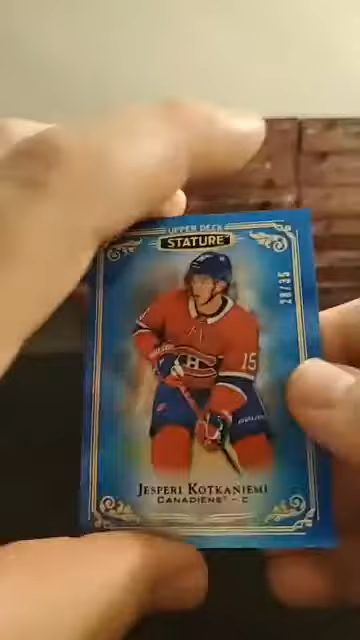 UPPER DECK
STATURE
28/35
15
JESPERI KOTKANIEMI
CANADIENS - C